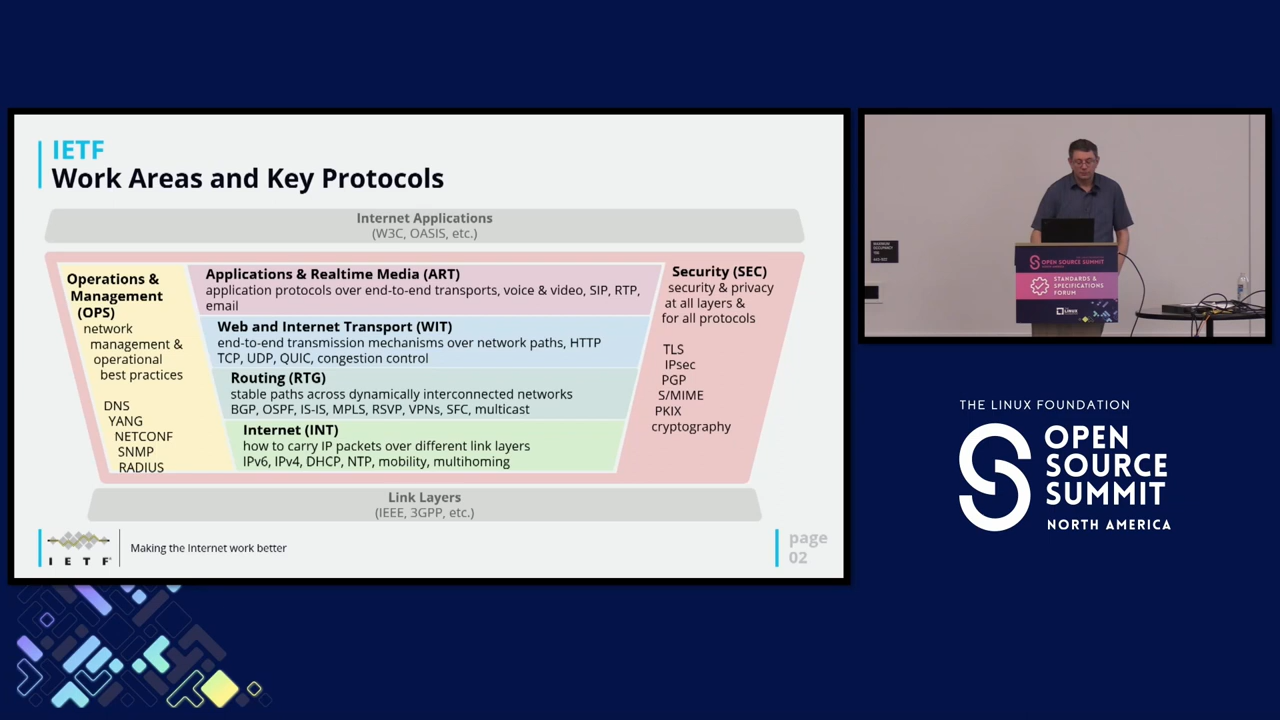 IETF
Work Areas and Key Protocols
Internet Applications
(W3C, OASIS, etc.)
Operations &
Management
(OPS)
network
management &
operational
best practices
DNS
YANG
NETCONF
SNMP
RADIUS
Applications & Realtime Media (ART)
application protocols over end-to-end transports, voice & video, SIP, RTP,
email
Web and Internet Transport (WIT)
end-to-end transmission mechanisms over network paths, HTTP
TCP, UDP, QUIC, congestion control
Routing (RTG)
stable paths across dynamically interconnected networks
BGP, OSPF, IS-IS, MPLS, RSVP, VPNs, SFC, multicast
Internet (INT)
how to carry IP packets over different link layers
IPv6, IPv4, DHCP, NTP, mobility, multihoming
Security (SEC)
security & privacy
at all layers &
for all protocols
TLS
IPsec
PGP
S/MIME
PKIX
cryptography
Link Layers
(IEEE, 3GPP, etc.)
IETF
Making the Internet work better
page
02
OPEN SOURCE SUMMIT
STANDARDS &
SPECIFICATIONS
FORUM
THE LINUX FOUNDATION
OPEN
SOURCE
SUMMIT
NORTH AMERICA